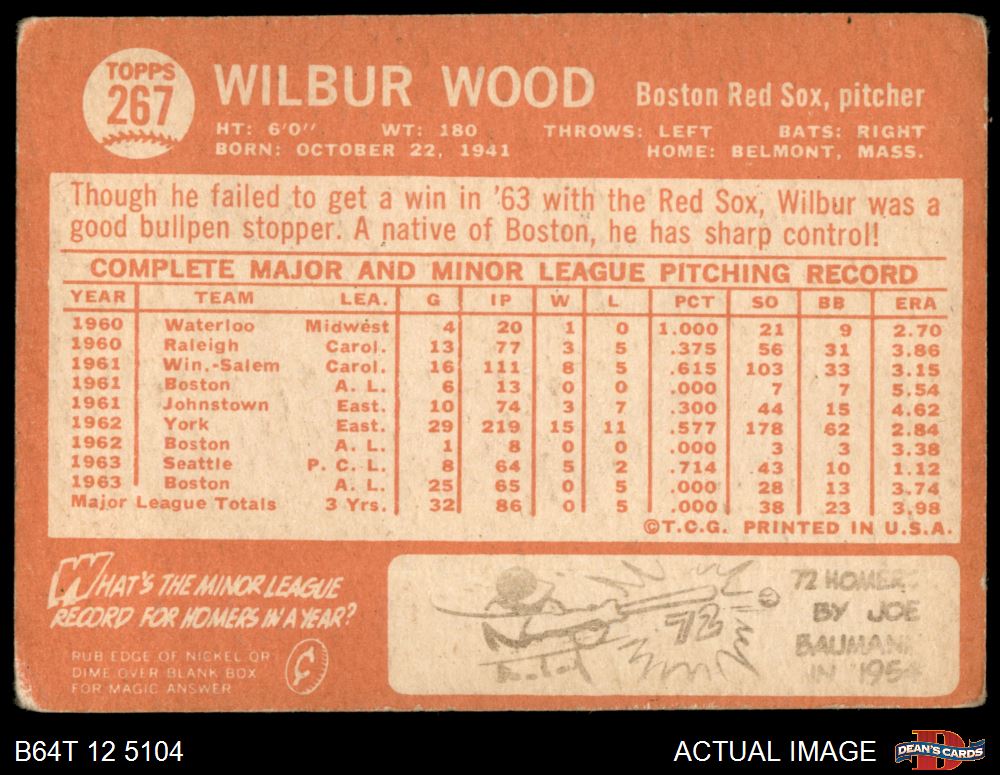 TOPPS
267
WILBUR WOOD Boston Red Sox, pitcher
HT: 6'0" WT: 180 THROWS: LEFT BATS: RIGHT
BORN: OCTOBER 22, 1941 HOME: BELMONT, MASS.
Though he failed to get a win in '63 with the Red Sox, Wilbur was a
good bullpen stopper. A native of Boston, he has sharp control!
COMPLETE MAJOR AND MINOR LEAGUE PITCHING RECORD
YEAR TEAM LEA. G IP W L PCT SO BB ERA
1960 Waterloo Midwest 4 20 1 0 1.000 21 9 2.70
1960 Raleigh Carol. 13 77 3 5 .375 56 31 3.86
1961 Win.-Salem Carol. 16 111 8 5 .615 103 33 3.15
1961 Boston A. L. 6 13 0 0 .000 7 7 5.54
1961 Johnstown East. 10 74 3 7 .300 44 15 4.62
1962 York East. 29 219 15 11 .577 178 62 2.84
1962 Boston A. L. 1 8 0 0 .000 3 3 3.38
1963 Seattle P. C. L. 8 64 5 2 .714 43 10 1.12
1963 Boston A. L. 25 65 0 5 .000 28 13 3.74
Major League Totals 3 Yrs. 32 86 0 5 .000 38 23 3.98
©T.C.G. PRINTED IN U.S.A.
WHAT'S THE MINOR LEAGUE
RECORD FOR HOMERS IN A YEAR?
RUB EDGE OF NICKEL OR
DIME OVER BLANK BOX
FOR MAGIC ANSWER
72
72 HOMERS
BY JOE
BAUMANN
IN 1954
B64T 12 5104 ACTUAL IMAGE DEAN'S CARDS